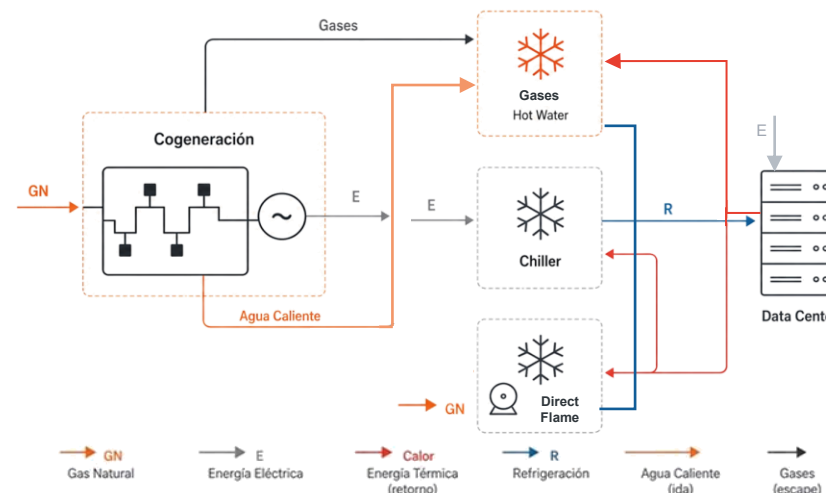 Gases
Gases
Hot Water
E
Cogeneración
GN
E
E
R
Chiller
Agua Caliente
Data Cente
GN
Direct
Flame
GN
Gas Natural
E
Energía Eléctrica
Calor
Energía Térmica
(retorno)
R
Refrigeración
Agua Caliente
(ida)
Gases
(escape)